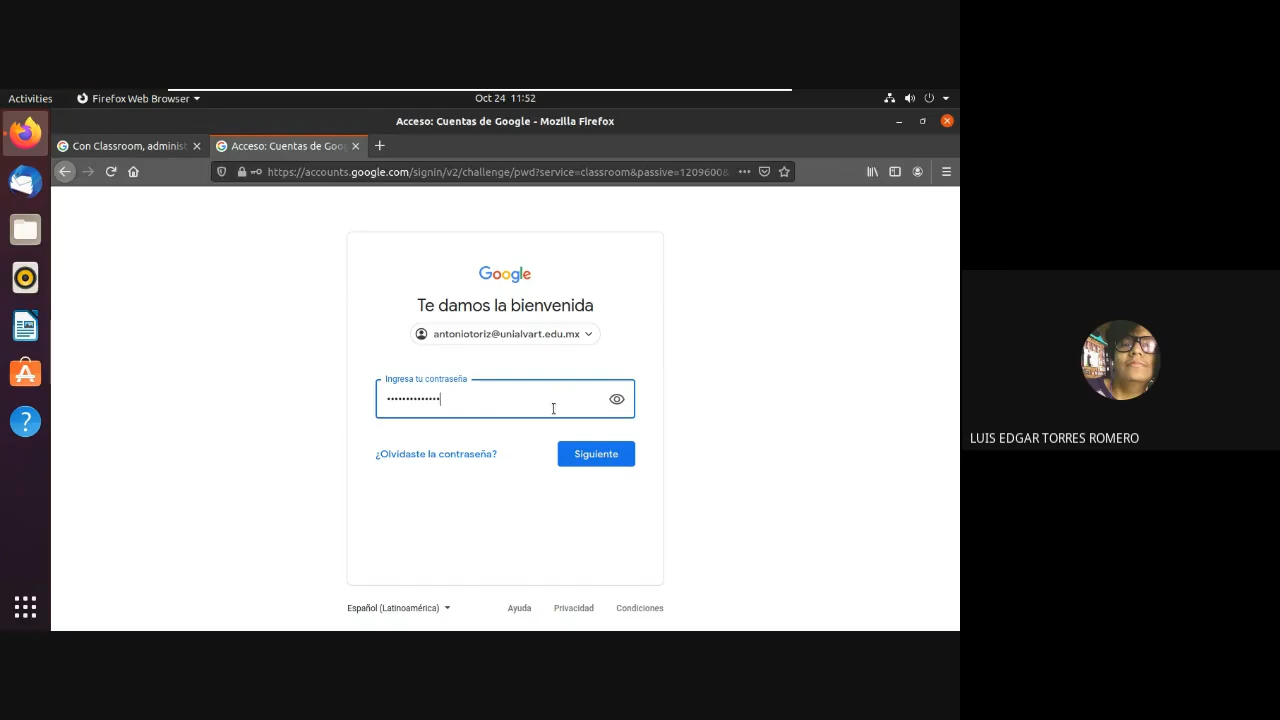 Activities
Firefox Web Browser
Oct 24 11:52
Acceso: Cuentas de Google - Mozilla Firefox
Con Classroom, administ
Acceso: Cuentas de Goog
https://accounts.google.com/signin/v2/challenge/pwd?service=classroom&passive=1209600&
Google
Te damos la bienvenida
antoniotoriz@unialvart.edu.mx
Ingresa tu contraseña
••••••••••••••
¿Olvidaste la contraseña?
Siguiente
Español (Latinoamérica)
Ayuda
Privacidad
Condiciones
LUIS EDGAR TORRES ROMERO